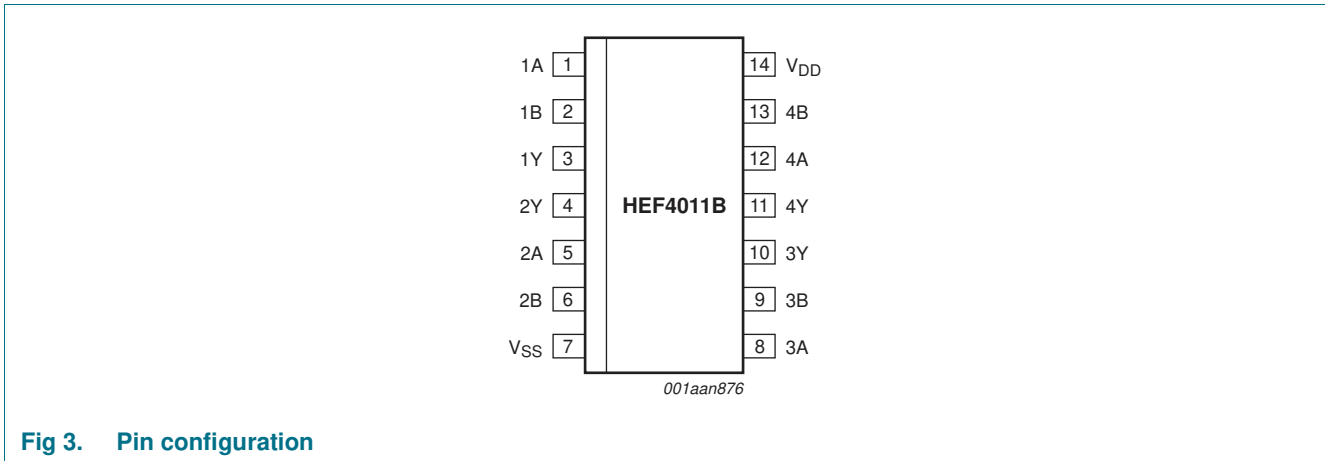 1A 1 14 VDD
1B 2 13 4B
1Y 3 12 4A
2Y 4 HEF4011B 11 4Y
2A 5 10 3Y
2B 6 9 3B
VSS 7 8 3A
001aan876
Fig 3. Pin configuration